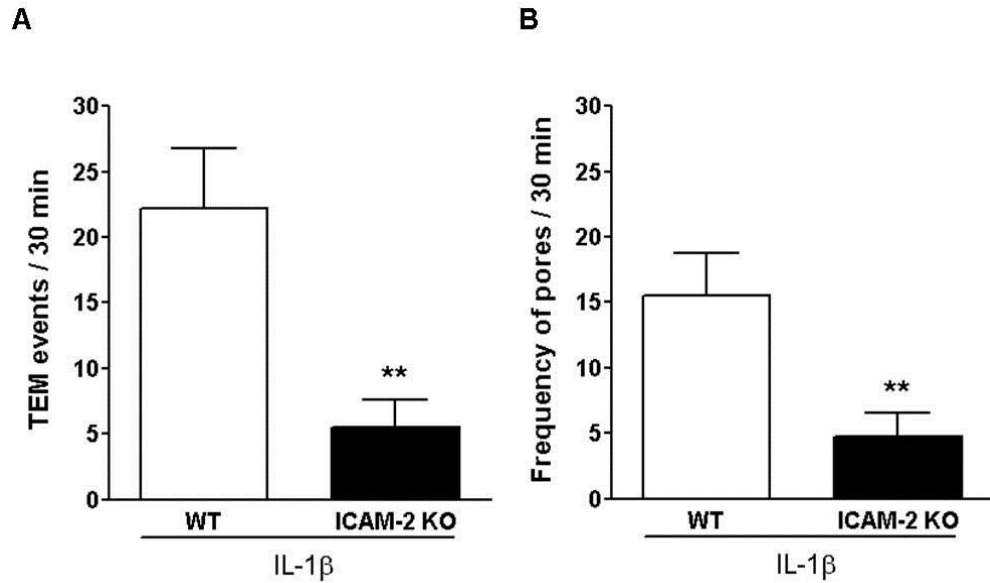 A
TEM events / 30 min
30
25
20
15
10
5
0
**
WT ICAM-2 KO
IL-1β
B
Frequency of pores / 30 min
30
25
20
15
10
5
0
**
WT ICAM-2 KO
IL-1β